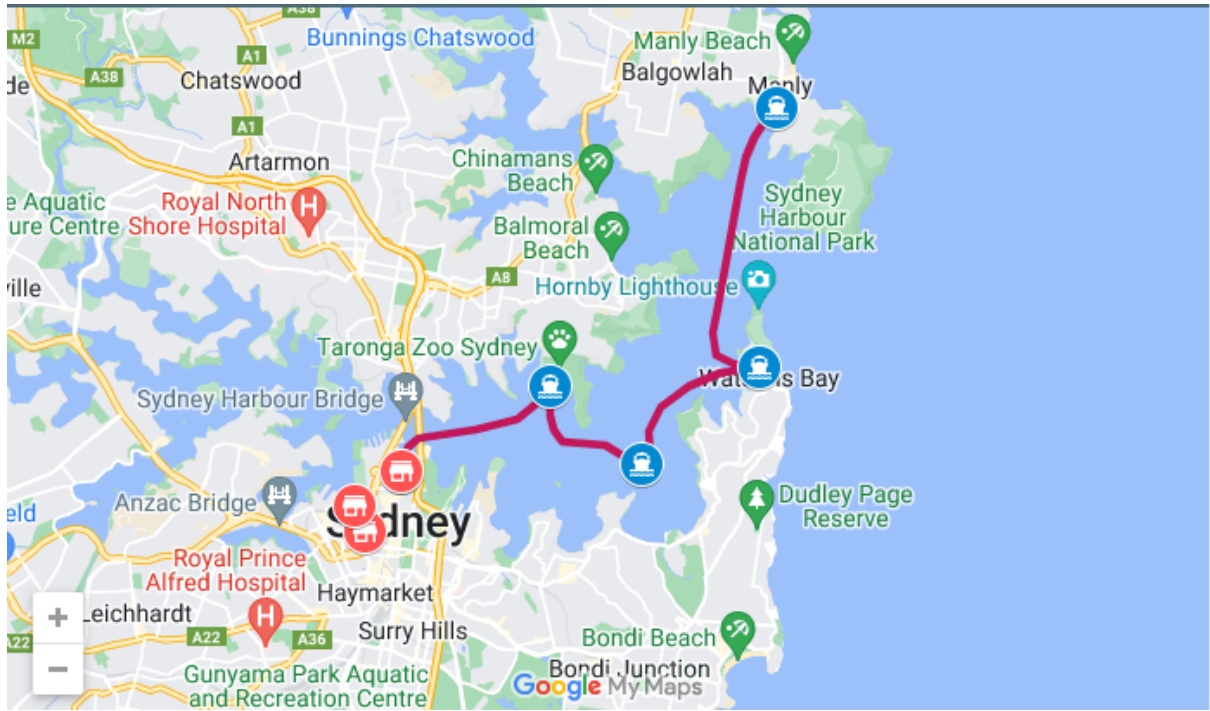 A38
M2
Bunnings Chatswood
Manly Beach
A1
Balgowlah
de
A38
Chatswood
Manly
A1
Artarmon
Chinamans
Beach
e Aquatic
ure Centre
Royal North
Shore Hospital
Sydney
Harbour
National Park
Balmoral
Beach
A8
ville
Hornby Lighthouse
Taronga Zoo Sydney
Sydney Harbour Bridge
Bay
Anzac Bridge
Dudley Page
Reserve
eld
Sydney
Royal Prince
Alfred Hospital
Haymarket
+
Leichhardt
A22
A22
A36
Surry Hills
Bondi Beach
−
Bondi Junction
Gunyama Park Aquatic
and Recreation Centre
Google My Maps